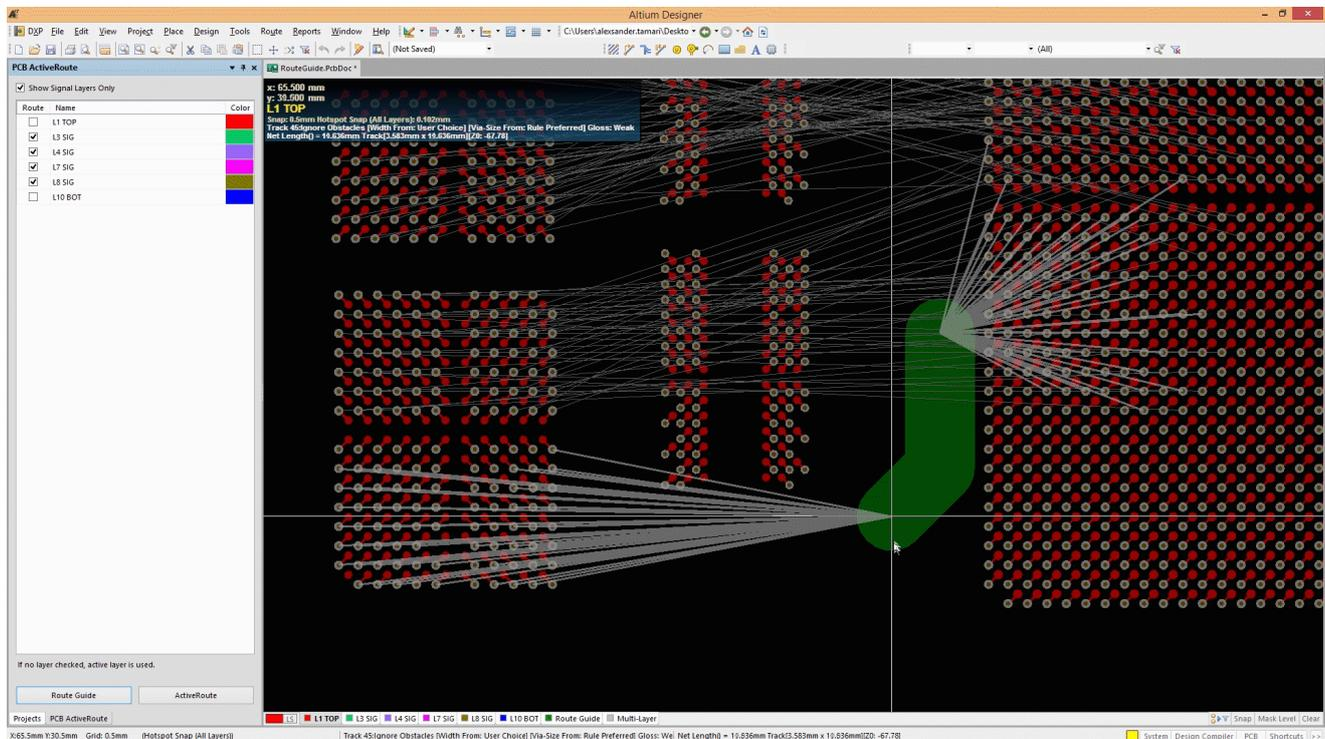 Altium Designer
DXP File Edit View Project Place Design Tools Route Reports Window Help C:\Users\alexsander.tamari\Deskto
(Not Saved) (All)
PCB ActiveRoute
RouteGuide.PcbDoc *
Show Signal Layers Only
Route Name Color
L1 TOP
L3 SIG
L4 SIG
L7 SIG
L8 SIG
L10 BOT
x: 65.500 mm
y: 39.500 mm
L1 TOP
Snap: 0.5mm Hotspot Snap (All Layers): 0.102mm
Track 45:Ignore Obstacles [Width From: User Choice] [Via-Size From: Rule Preferred] Gloss: Weak
Net Length() = 19.636mm Track[3.583mm x 19.636mm][Z0: -67.78]
If no layer checked, active layer is used.
Route Guide ActiveRoute
Projects PCB ActiveRoute
LS L1 TOP L3 SIG L4 SIG L7 SIG L8 SIG L10 BOT Route Guide Multi-Layer Snap Mask Level Clear
X:65.5mm Y:30.5mm Grid: 0.5mm (Hotspot Snap (All Layers)) Track 45:Ignore Obstacles [Width From: User Choice] [Via-Size From: Rule Preferred] Gloss: We Net Length() = 19.636mm Track[3.583mm x 19.636mm][Z0: -67.78] System Design Compiler PCB Shortcuts >>